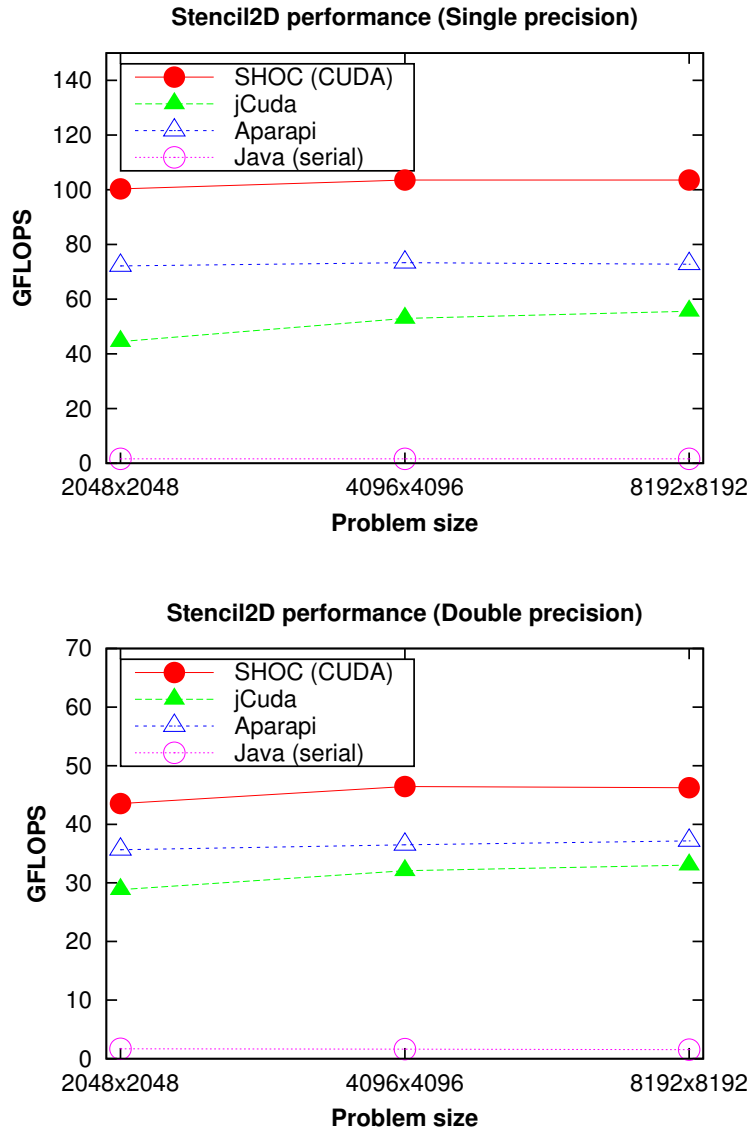 Stencil2D performance (Single precision)
140
120
100
80
60
40
20
0
GFLOPS
SHOC (CUDA)
jCuda
Aparapi
Java (serial)
2048x2048 4096x4096 8192x8192
Problem size
Stencil2D performance (Double precision)
70
60
50
40
30
20
10
0
GFLOPS
SHOC (CUDA)
jCuda
Aparapi
Java (serial)
2048x2048 4096x4096 8192x8192
Problem size